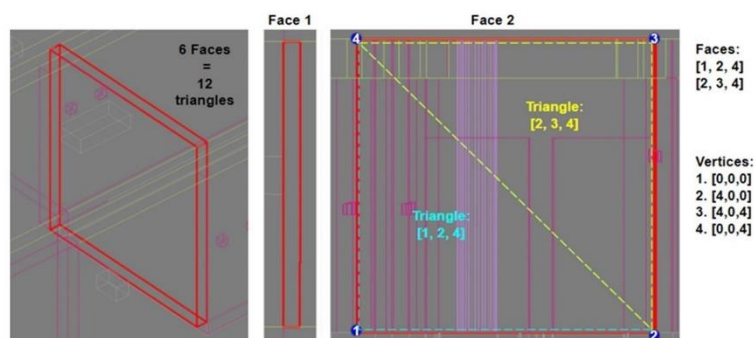 6 Faces
=
12
triangles
Face 1
Face 2
4
3
1
2
Triangle:
[2, 3, 4]
Triangle:
[1, 2, 4]
Faces:
[1, 2, 4]
[2, 3, 4]
Vertices:
1. [0,0,0]
2. [4,0,0]
3. [4,0,4]
4. [0,0,4]